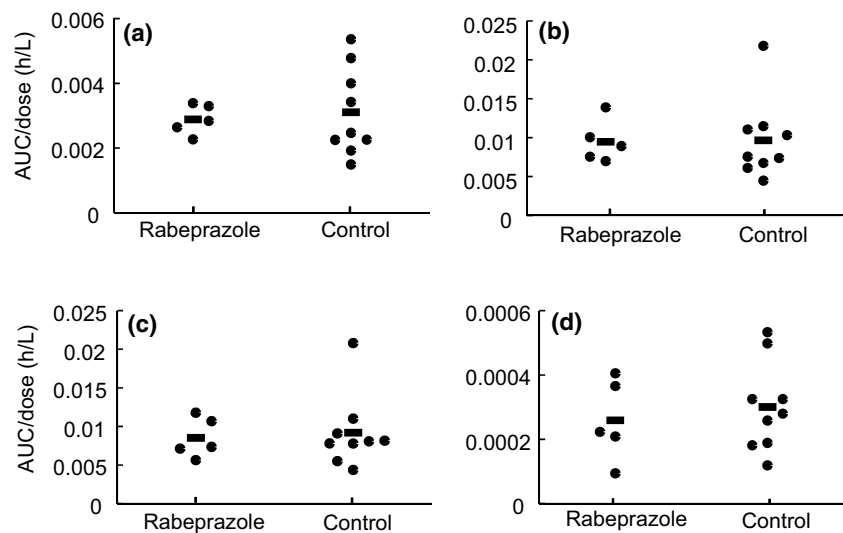 (a)
AUC/dose (h/L)
0.006
0.004
0.002
0
Rabeprazole Control
(b)
0.025
0.02
0.015
0.01
0.005
0
Rabeprazole Control
(c)
AUC/dose (h/L)
0.025
0.02
0.015
0.01
0.005
0
Rabeprazole Control
(d)
0.0006
0.0004
0.0002
0
Rabeprazole Control